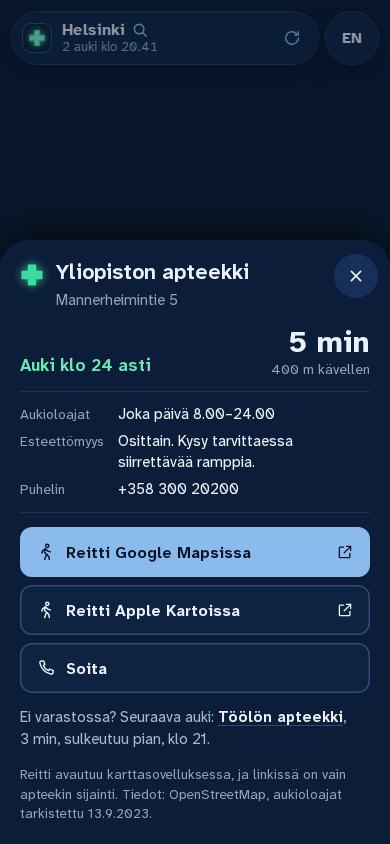 Helsinki
2 auki klo 20.41
EN
Yliopiston apteekki
Mannerheimintie 5
5 min
Auki klo 24 asti
400 m kävellen
Aukioloajat Joka päivä 8.00–24.00
Esteettömyys Osittain. Kysy tarvittaessa
siirrettävää ramppia.
Puhelin +358 300 20200
Reitti Google Mapsissa
Reitti Apple Kartoissa
Soita
Ei varastossa? Seuraava auki: Töölön apteekki,
3 min, sulkeutuu pian, klo 21.
Reitti avautuu karttasovelluksessa, ja linkissä on vain
apteekin sijainti. Tiedot: OpenStreetMap, aukioloajat
tarkistettu 13.9.2023.